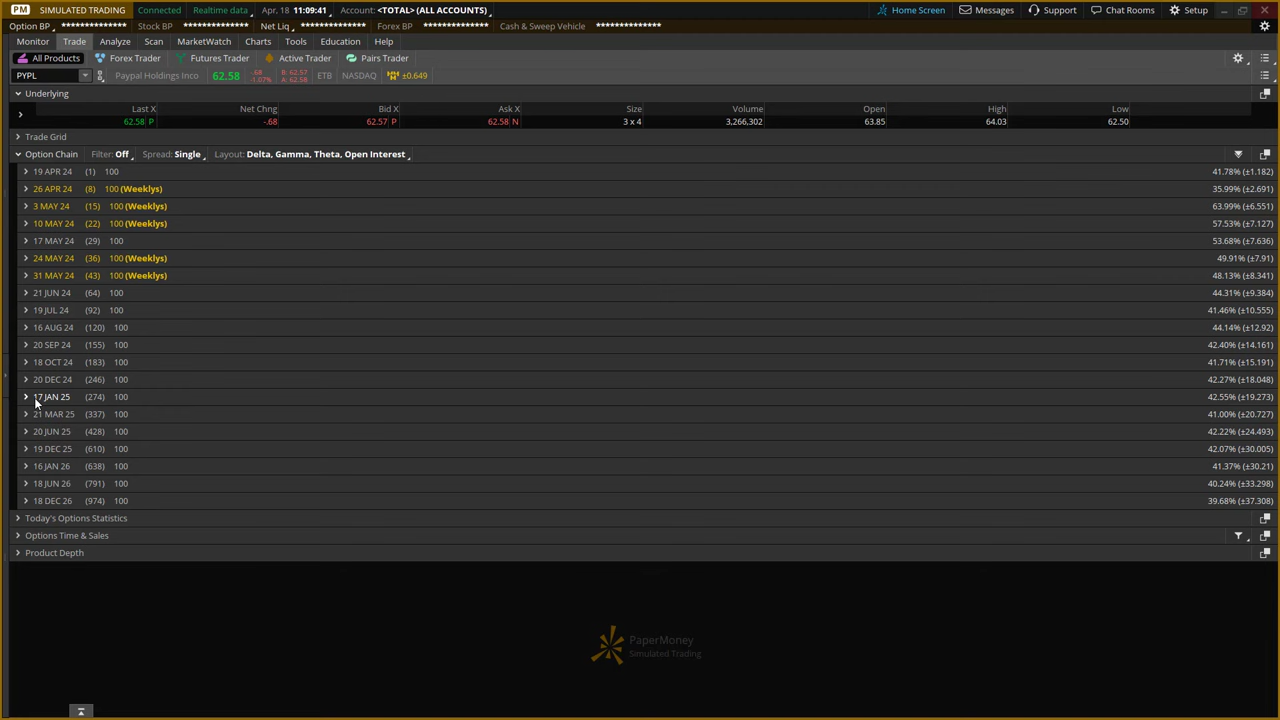 PM SIMULATED TRADING Connected Realtime data Apr, 18 11:09:41 Account: <TOTAL> (ALL ACCOUNTS) Home Screen Messages Support Chat Rooms Setup
Option BP ************** Stock BP ************** Net Liq ************** Forex BP ************** Cash & Sweep Vehicle **************
Monitor Trade Analyze Scan MarketWatch Charts Tools Education Help
All Products Forex Trader Futures Trader Active Trader Pairs Trader
PYPL Paypal Holdings Inco 62.58 -.68 -1.07% B: 62.57 A: 62.58 ETB NASDAQ ±0.649
Underlying
Last X Net Chng Bid X Ask X Size Volume Open High Low
62.58 P -.68 62.57 P 62.58 N 3 x 4 3,266,302 63.85 64.03 62.50
Trade Grid
Option Chain Filter: Off Spread: Single Layout: Delta, Gamma, Theta, Open Interest
19 APR 24 (1) 100 41.78% (±1.182)
26 APR 24 (8) 100 (Weeklys) 35.99% (±2.691)
3 MAY 24 (15) 100 (Weeklys) 63.99% (±6.551)
10 MAY 24 (22) 100 (Weeklys) 57.53% (±7.127)
17 MAY 24 (29) 100 53.68% (±7.636)
24 MAY 24 (36) 100 (Weeklys) 49.91% (±7.91)
31 MAY 24 (43) 100 (Weeklys) 48.13% (±8.341)
21 JUN 24 (64) 100 44.31% (±9.384)
19 JUL 24 (92) 100 41.46% (±10.555)
16 AUG 24 (120) 100 44.14% (±12.92)
20 SEP 24 (155) 100 42.40% (±14.161)
18 OCT 24 (183) 100 41.71% (±15.191)
20 DEC 24 (246) 100 42.27% (±18.048)
17 JAN 25 (274) 100 42.55% (±19.273)
21 MAR 25 (337) 100 41.00% (±20.727)
20 JUN 25 (428) 100 42.22% (±24.493)
19 DEC 25 (610) 100 42.07% (±30.005)
16 JAN 26 (638) 100 41.37% (±30.21)
18 JUN 26 (791) 100 40.24% (±33.298)
18 DEC 26 (974) 100 39.68% (±37.308)
Today's Options Statistics
Options Time & Sales
Product Depth
PaperMoney
Simulated Trading